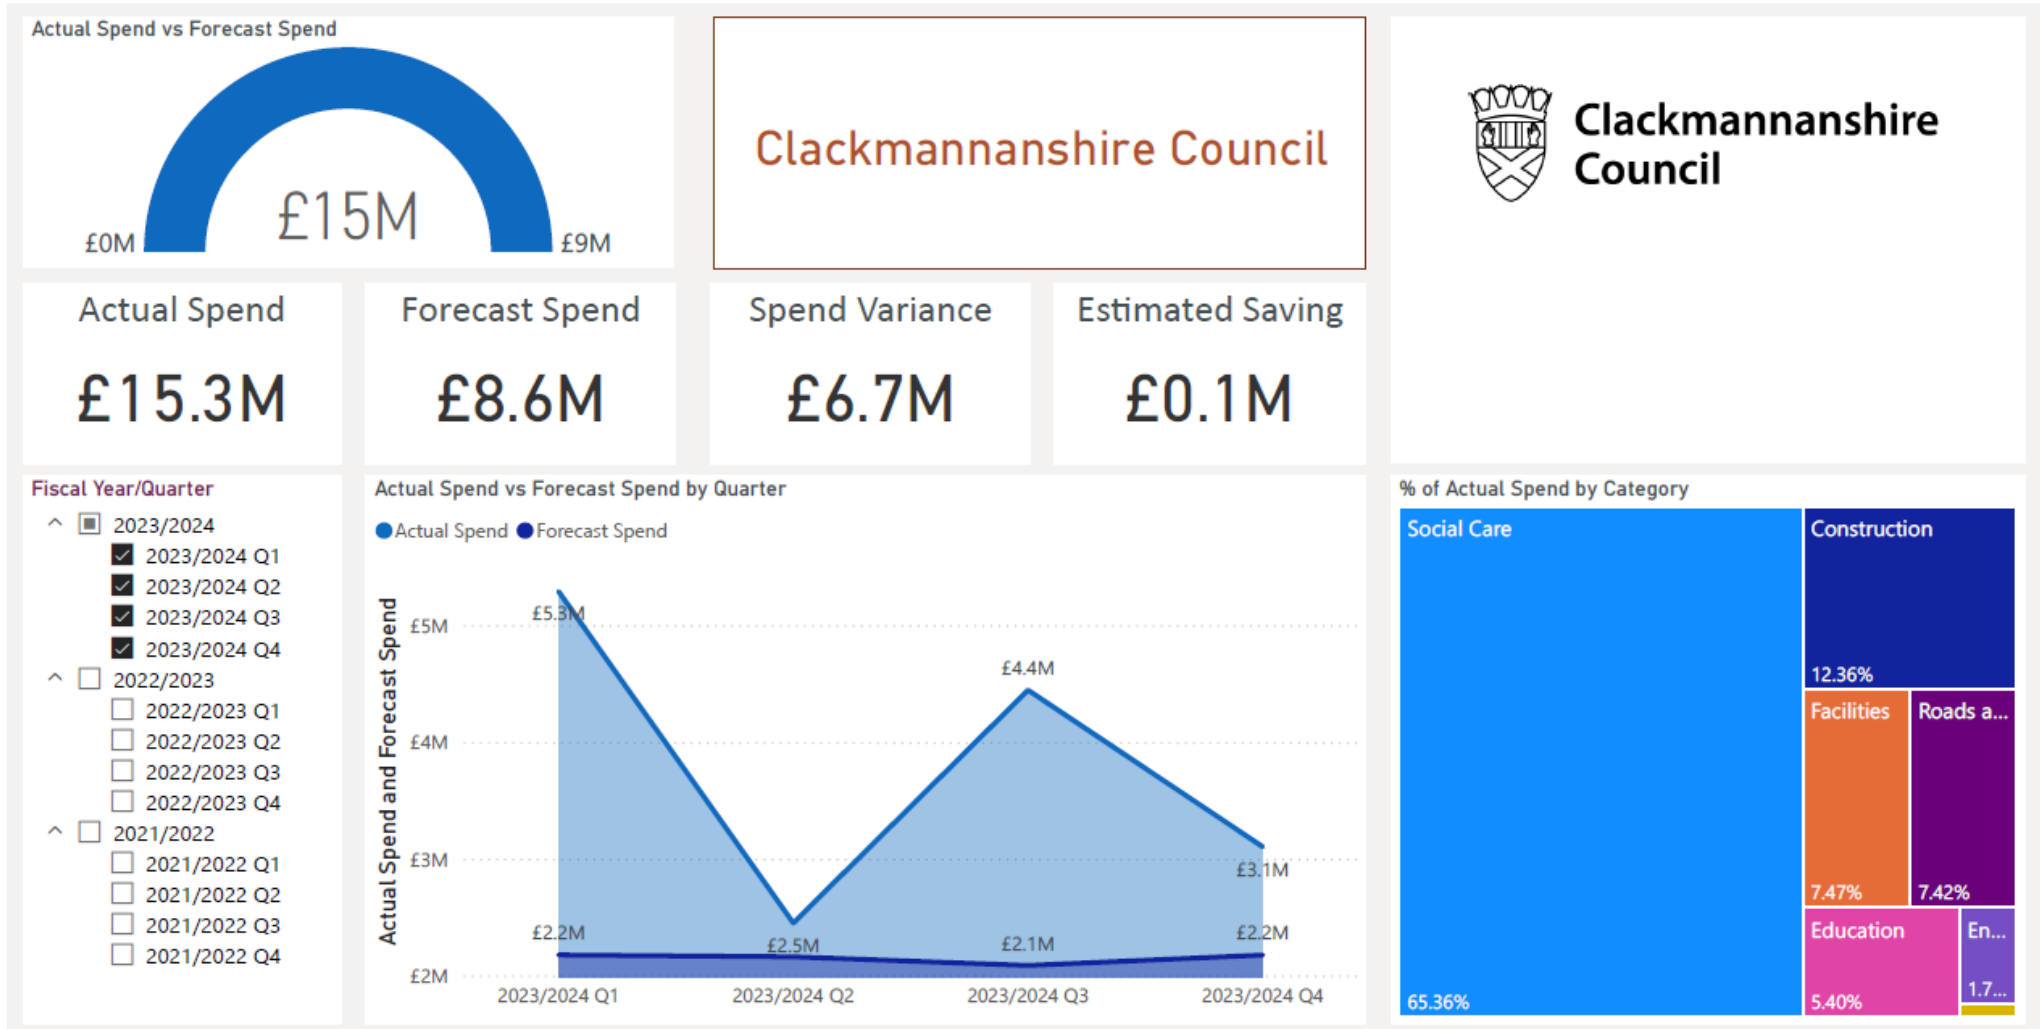 Actual Spend vs Forecast Spend
£15M
£0M
£9M
Clackmannanshire Council
Clackmannanshire
Council
Actual Spend
£15.3M
Forecast Spend
£8.6M
Spend Variance
£6.7M
Estimated Saving
£0.1M
Fiscal Year/Quarter
2023/2024
2023/2024 Q1
2023/2024 Q2
2023/2024 Q3
2023/2024 Q4
2022/2023
2022/2023 Q1
2022/2023 Q2
2022/2023 Q3
2022/2023 Q4
2021/2022
2021/2022 Q1
2021/2022 Q2
2021/2022 Q3
2021/2022 Q4
Actual Spend vs Forecast Spend by Quarter
Actual Spend Forecast Spend
Actual Spend and Forecast Spend
£5M
£4M
£3M
£2M
£5.3M
£4.4M
£3.1M
£2.2M
£2.5M
£2.1M
£2.2M
2023/2024 Q1
2023/2024 Q2
2023/2024 Q3
2023/2024 Q4
% of Actual Spend by Category
Social Care
65.36%
Construction
12.36%
Facilities
7.47%
Roads a...
7.42%
Education
5.40%
En...
1.7...